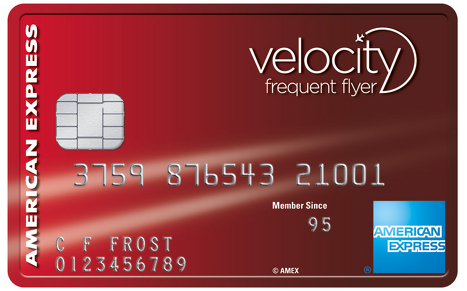 AMERICAN EXPRESS
velocity
frequent flyer
3759 876543 21001
Member Since
95
C F FROST
0123456789
AMERICAN
EXPRESS
© AMEX
®